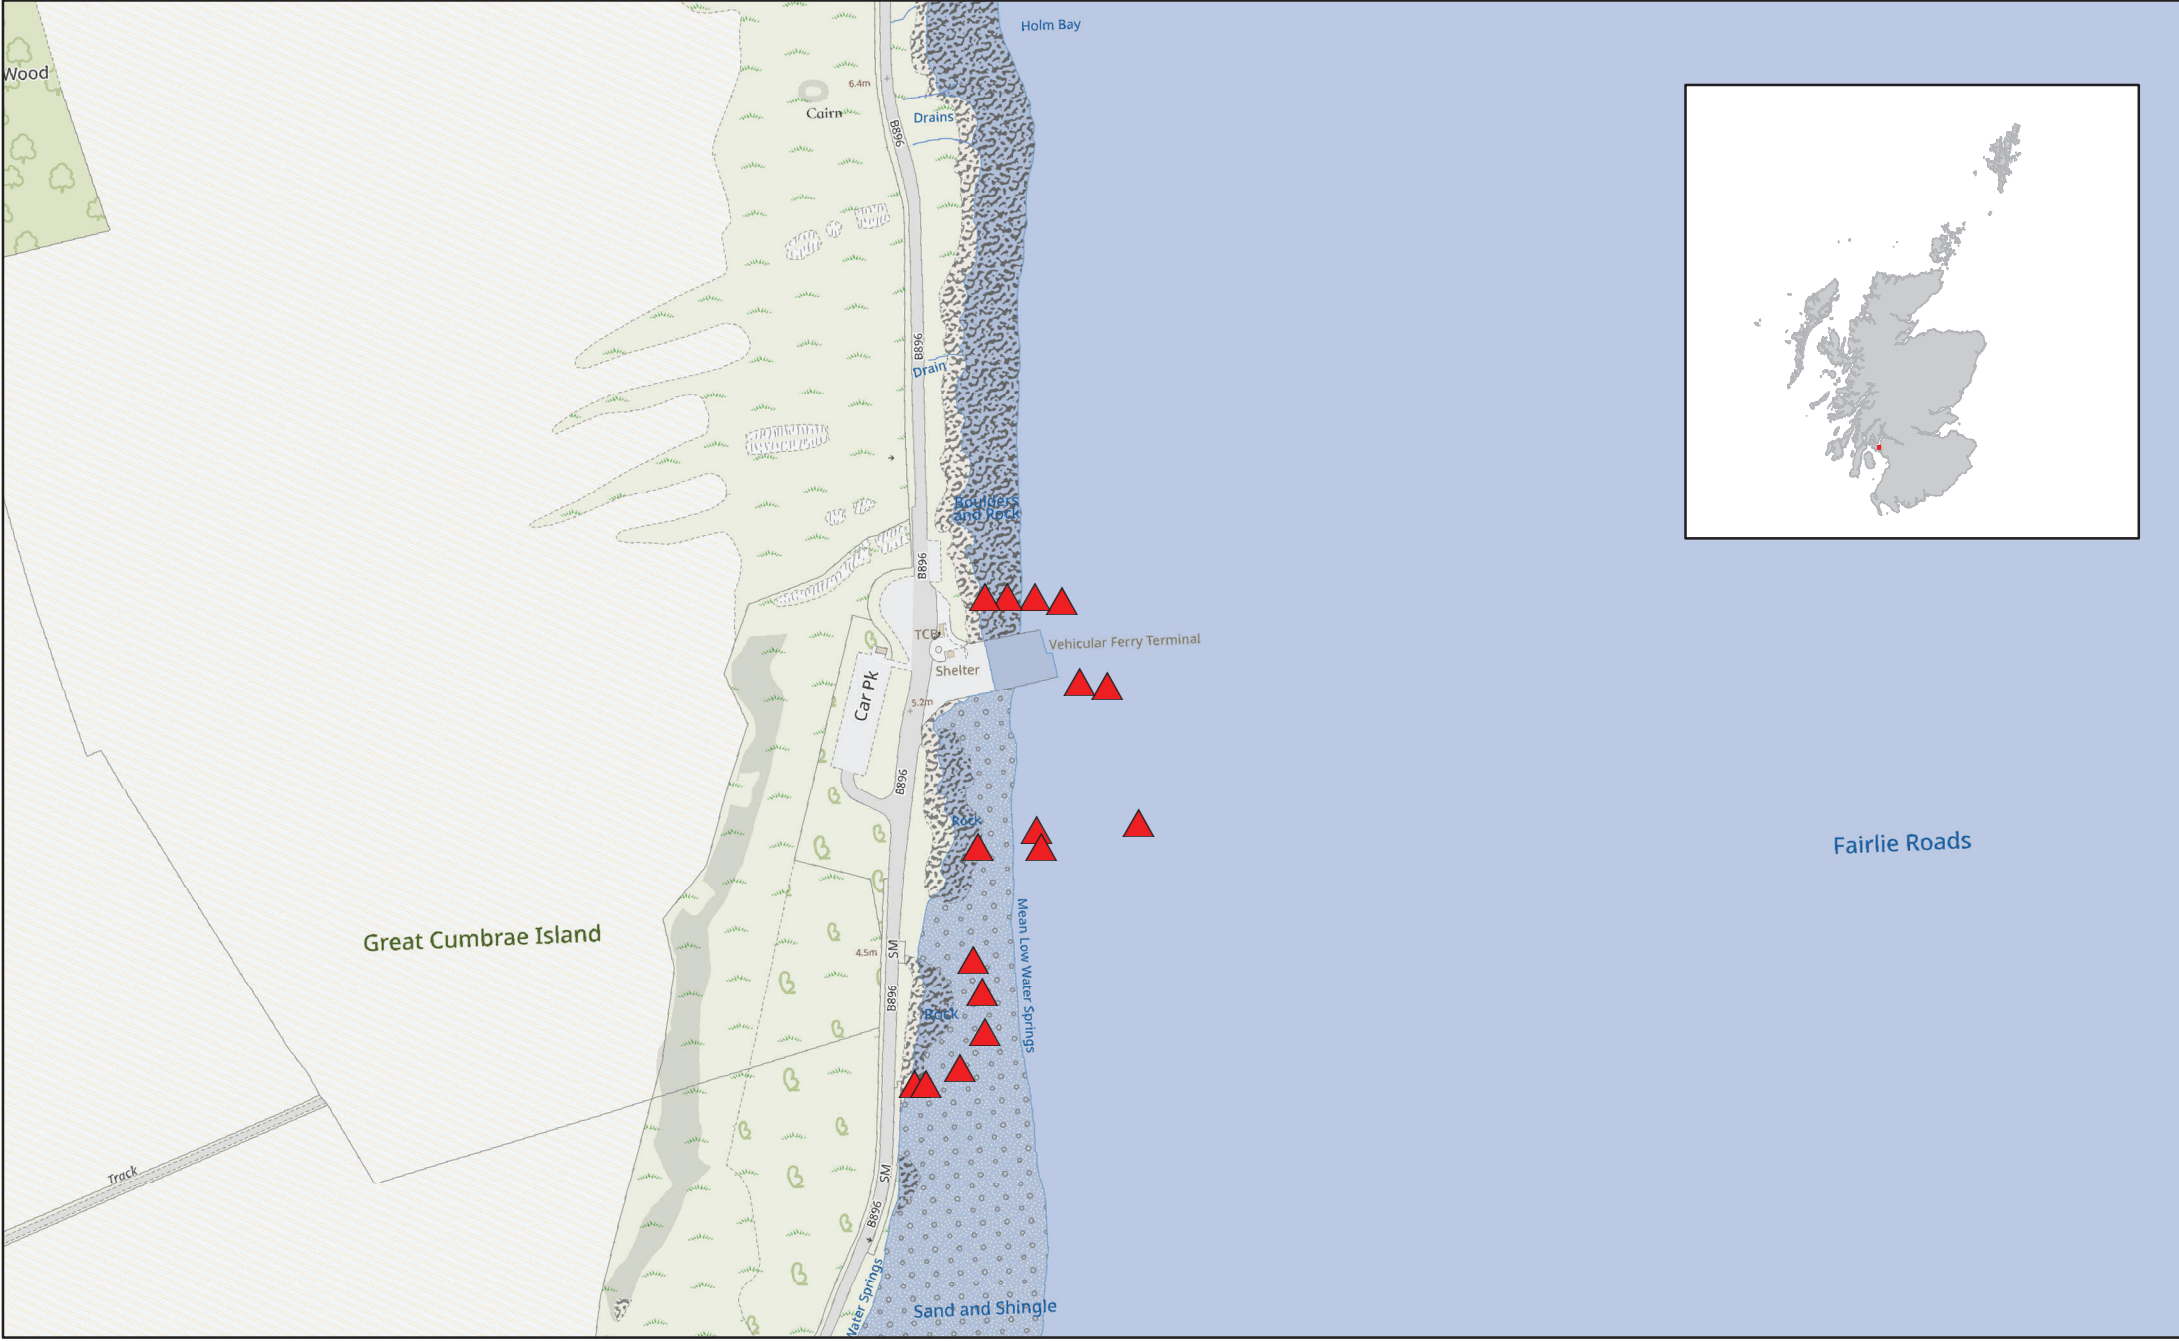 Holm Bay
Wood
6.4m
Cairn
Drains
B896
B896
Drain
Boulders
and Rock
B896
TCB
Vehicular Ferry Terminal
Shelter
Car Pk
5.2m
B896
Rock
Fairlie Roads
Great Cumbrae Island
Mean Low Water Springs
SM
4.5m
B896
Rock
Track
SM
B896
Water Springs
Sand and Shingle